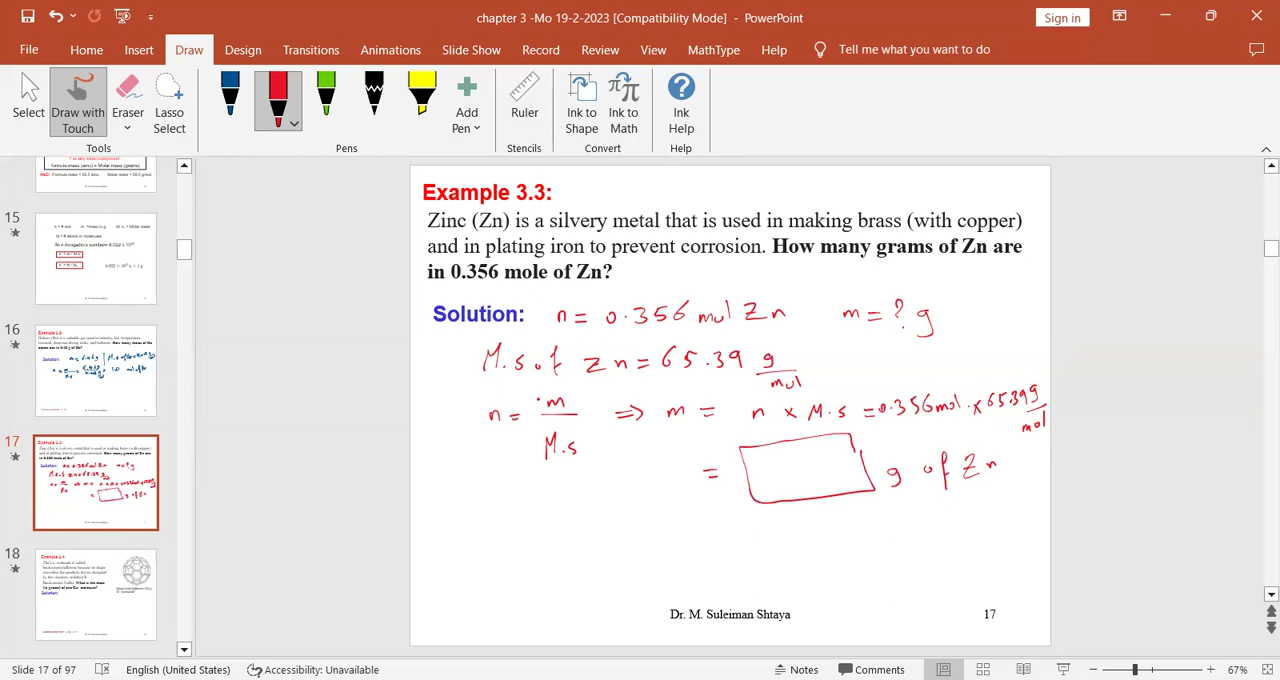 chapter 3 -Mo 19-2-2023 [Compatibility Mode] - PowerPoint
Sign in
File Home Insert Draw Design Transitions Animations Slide Show Record Review View MathType Help Tell me what you want to do
Select
Draw with Touch
Eraser
Lasso Select
Add Pen
Ruler
Ink to Shape
Ink to Math
Ink Help
Tools Pens Stencils Convert Help
15
16
17
18
Example 3.3:
Zinc (Zn) is a silvery metal that is used in making brass (with copper)
and in plating iron to prevent corrosion. How many grams of Zn are
in 0.356 mole of Zn?
Solution: n = 0.356 mol Zn m = ? g
M.s of Zn = 65.39 g/mol
n = m/M.s ⇒ m = n × M.s = 0.356 mol × 65.39 g/mol
= g of Zn
Dr. M. Suleiman Shtaya 17
Slide 17 of 97 English (United States) Accessibility: Unavailable Notes Comments 67%